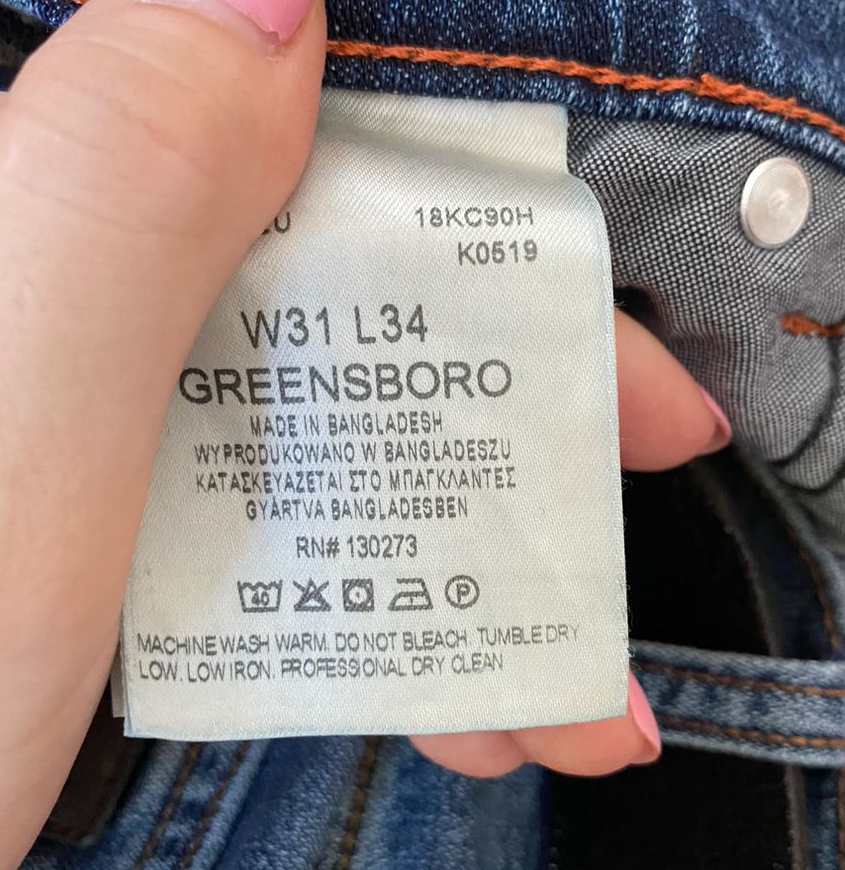 18KC90H
K0519
W31 L34
GREENSBORO
MADE IN BANGLADESH
WYPRODUKOWANO W BANGLADESZU
ΚΑΤΑΣΚΕΥΑΖΕΤΑΙ ΣΤΟ ΜΠΑΓΚΛΑΝΤΕΣ
GYÁRTVA BANGLADESBEN
RN# 130273
40 P
MACHINE WASH WARM. DO NOT BLEACH. TUMBLE DRY
LOW. LOW IRON. PROFESSIONAL DRY CLEAN